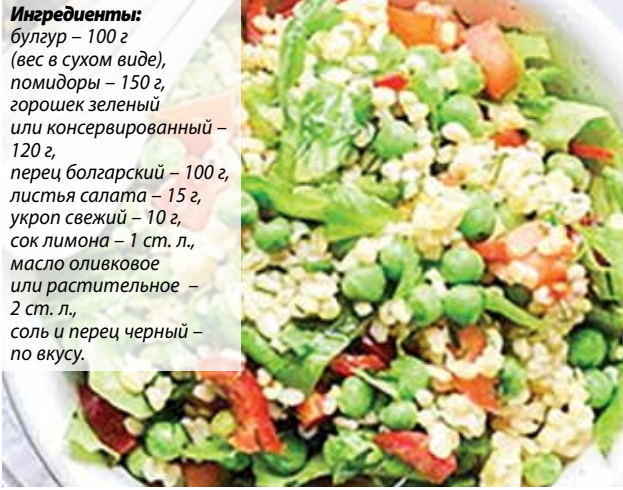 Ингредиенты:
булгур – 100 г
(вес в сухом виде),
помидоры – 150 г,
горошек зеленый
или консервированный –
120 г,
перец болгарский – 100 г,
листья салата – 15 г,
укроп свежий – 10 г,
сок лимона – 1 ст. л.,
масло оливковое
или растительное –
2 ст. л.,
соль и перец черный –
по вкусу.